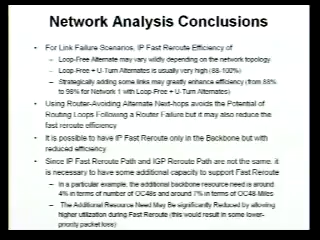 Network Analysis Conclusions
• For Link Failure Scenarios, IP Fast Reroute Efficiency of
– Loop-Free Alternate may vary wildly depending on the network topology
– Loop-Free + U-Turn Alternates is usually very high (88-100%)
– Strategically adding some links may greatly enhance efficiency (from 88%
to 98% for Network 1 with Loop-Free + U-Turn Alternates)
• Using Router-Avoiding Alternate Next-hops avoids the Potential of
Routing Loops Following a Router Failure but it may also reduce the
fast reroute efficiency
• It is possible to have IP Fast Reroute only in the Backbone but with
reduced efficiency
• Since IP Fast Reroute Path and IGP Reroute Path are not the same, it
is necessary to have some additional capacity to support Fast Reroute
– In a particular example, the additional backbone resource need is around
4% in terms of number of OC48s and around 7% in terms of OC48-Miles
– The Additional Resource Need May be Significantly Reduced by allowing
higher utilization during Fast Reroute (this would result in some lower-
priority packet loss)